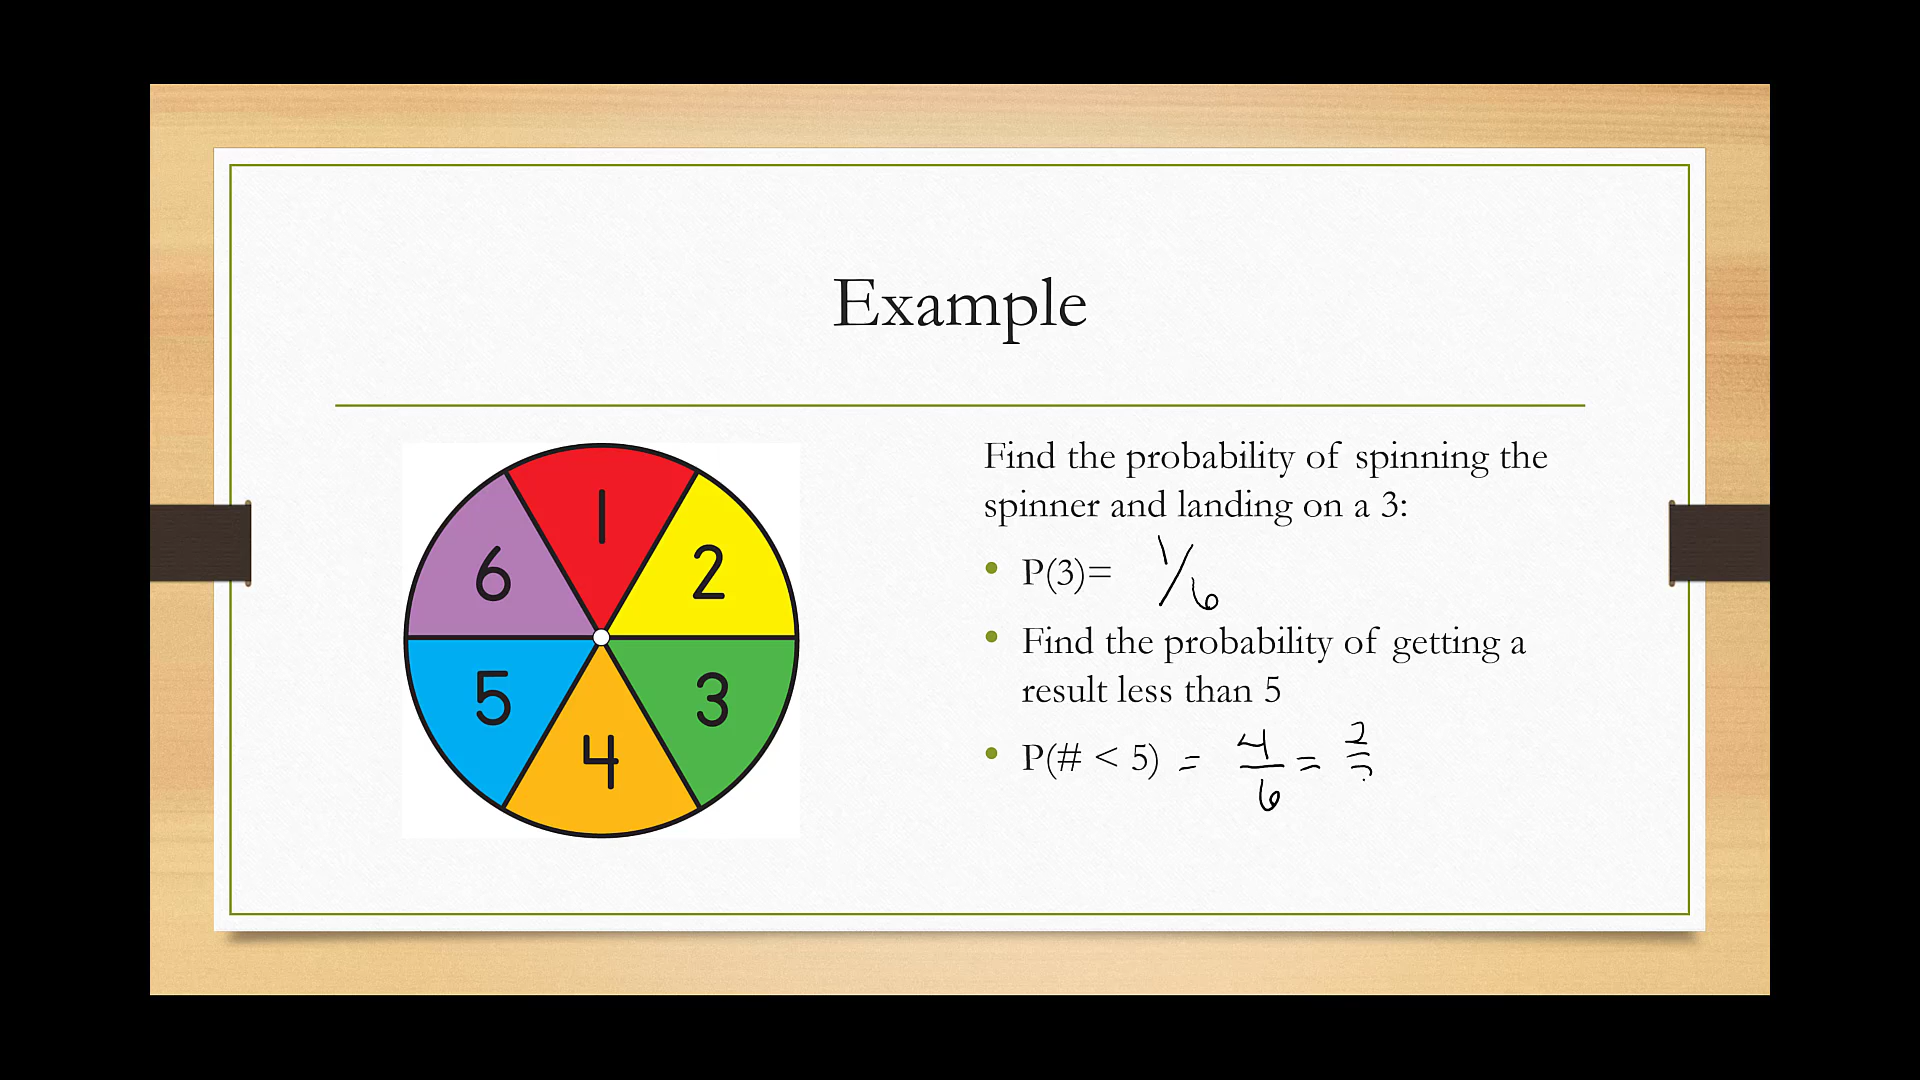 Example
1
2
3
4
5
6
Find the probability of spinning the
spinner and landing on a 3:
• P(3)= 1/6
• Find the probability of getting a
result less than 5
• P(# < 5) = 4/6 = 2/